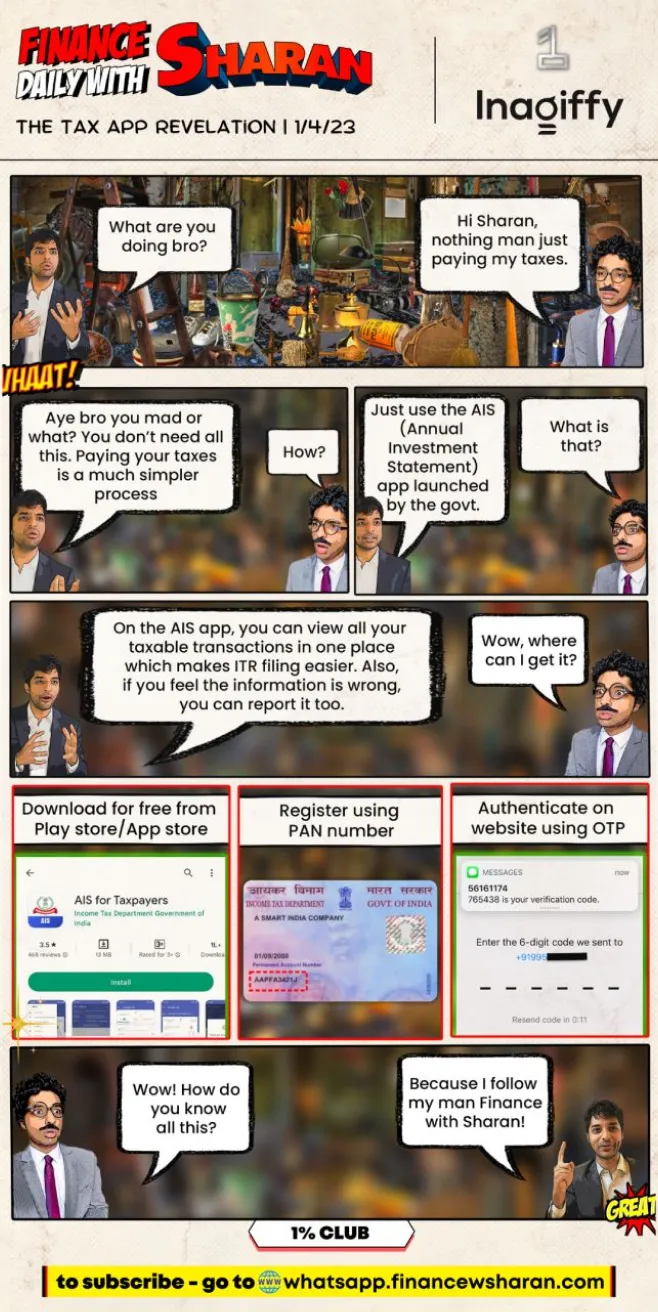 FINANCE
DAILY WITH
SHARAN
THE TAX APP REVELATION | 1/4/23
1
Inagiffy
What are you
doing bro?
Hi Sharan,
nothing man just
paying my taxes.
WHAAT!
Aye bro you mad or
what? You don't need all
this. Paying your taxes
is a much simpler
process
How?
Just use the AIS
(Annual
Investment
Statement)
app launched
by the govt.
What is
that?
On the AIS app, you can view all your
taxable transactions in one place
which makes ITR filing easier. Also,
if you feel the information is wrong,
you can report it too.
Wow, where
can I get it?
Download for free from
Play store/App store
AIS for Taxpayers
Income Tax Department Government of
India
AIS
3.5★
468 reviews
12 MB
Rated for 3+
1L+
Downloa
Install
Register using
PAN number
आयकर विभाग
INCOME TAX DEPARTMENT
भारत सरकार
GOVT. OF INDIA
A SMART INDIA COMPANY
01/09/2080
Permanent Account Number
AAPFA3421J
Authenticate on
website using OTP
MESSAGES
now
56161174
765438 is your verification code.
Enter the 6-digit code we sent to
+91995
Resend code in 0:11
Wow! How do
you know
all this?
Because I follow
my man Finance
with Sharan!
GREAT
1% CLUB
to subscribe - go to whatsapp.financewsharan.com